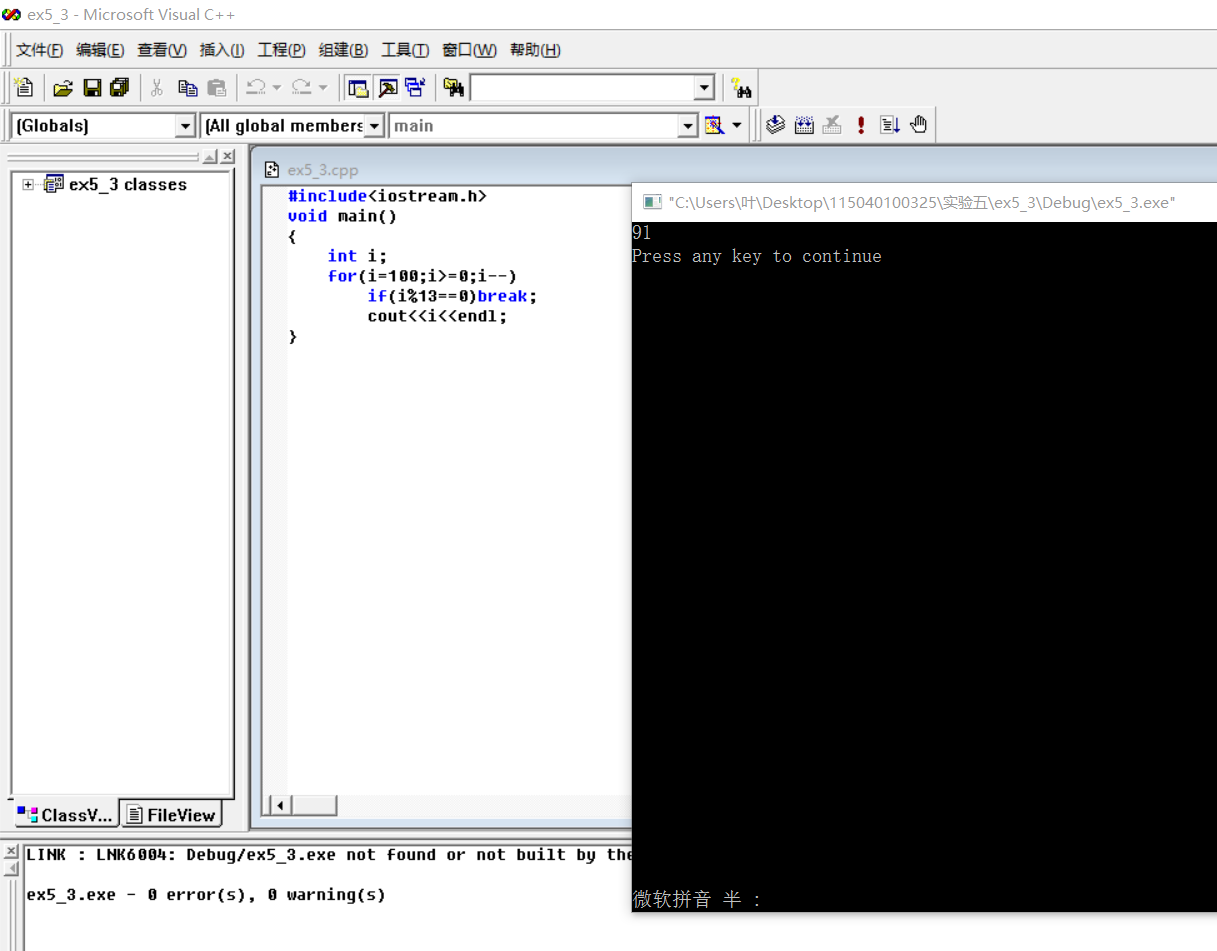 ex5_3 - Microsoft Visual C++
文件(F) 编辑(E) 查看(V) 插入(I) 工程(P) 组建(B) 工具(T) 窗口(W) 帮助(H)
(Globals) (All global members main
ex5_3 classes
ex5_3.cpp
#include<iostream.h>
void main()
{
int i;
for(i=100;i>=0;i--)
if(i%13==0)break;
cout<<i<<endl;
}
"C:\Users\叶\Desktop\115040100325\实验五\ex5_3\Debug\ex5_3.exe"
91
Press any key to continue
微软拼音 半 :
ClassV... FileView
LINK : LNK6004: Debug/ex5_3.exe not found or not built by the
ex5_3.exe - 0 error(s), 0 warning(s)